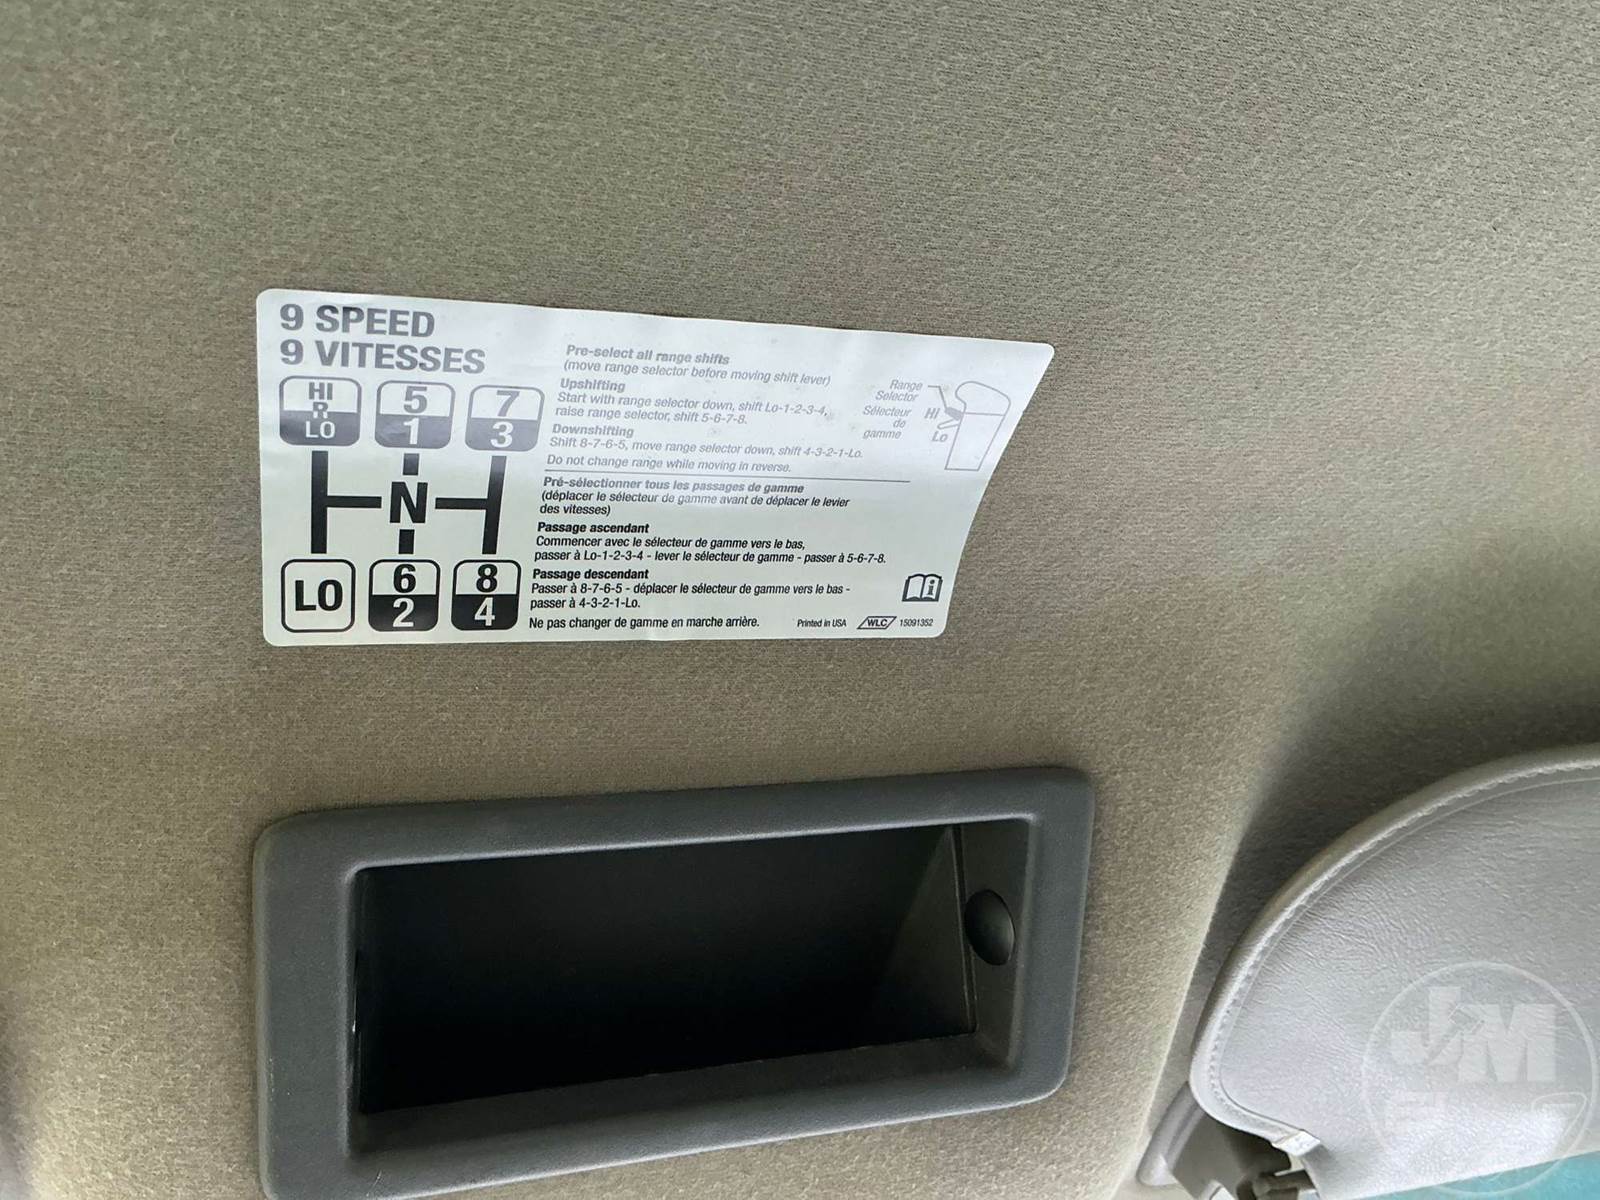 9 SPEED
9 VITESSES
HI
R
LO
5
1
7
3
N
LO
6
2
8
4
Pre-select all range shifts
(move range selector before moving shift lever)
Upshifting
Start with range selector down, shift Lo-1-2-3-4,
raise range selector, shift 5-6-7-8.
Downshifting
Shift 8-7-6-5, move range selector down, shift 4-3-2-1-Lo.
Do not change range while moving in reverse.
Range
Selector
Sélecteur
de
gamme
HI
Lo
Pré-sélectionner tous les passages de gamme
(déplacer le sélecteur de gamme avant de déplacer le levier
des vitesses)
Passage ascendant
Commencer avec le sélecteur de gamme vers le bas,
passer à Lo-1-2-3-4 - lever le sélecteur de gamme - passer à 5-6-7-8.
Passage descendant
Passer à 8-7-6-5 - déplacer le sélecteur de gamme vers le bas -
passer à 4-3-2-1-Lo.
Ne pas changer de gamme en marche arrière.
Printed in USA WLC 15091352
J M